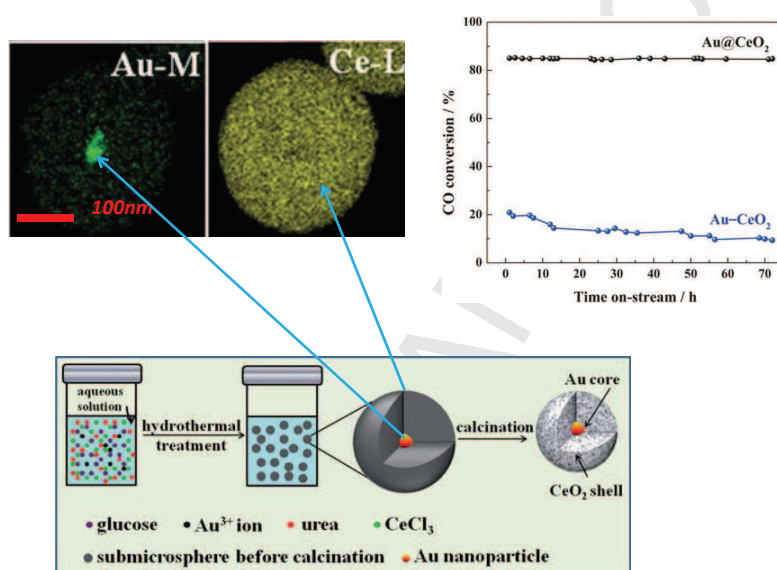 Au-M
Ce-L
100nm
CO conversion / %
100
80
60
40
20
0
Au@CeO₂
Au−CeO₂
0 10 20 30 40 50 60 70
Time on-stream / h
aqueous
solution
hydrothermal
treatment
calcination
Au core
CeO₂ shell
glucose Au³⁺ ion urea CeCl₃
submicrosphere before calcination Au nanoparticle